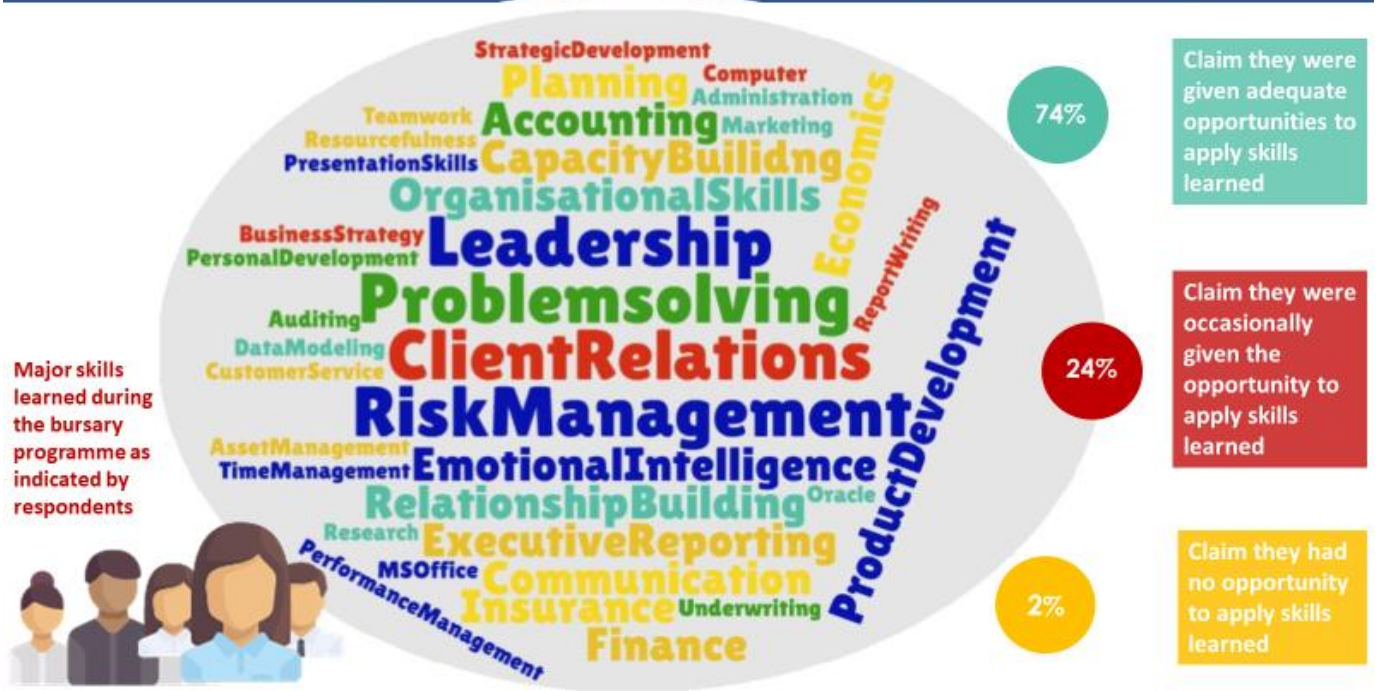 StrategicDevelopment
Planning
Computer
Administration
Teamwork
Accounting
Marketing
Resourcefulness
PresentationSkills
CapacityBuilidng
Economics
OrganisationalSkills
BusinessStrategy
Leadership
PersonalDevelopment
ReportWriting
Problemsolving
Auditing
DataModeling
ClientRelations
CustomerService
RiskManagement
ProductDevelopment
AssetManagement
TimeManagement
EmotionalIntelligence
RelationshipBuilding
Oracle
Research
ExecutiveReporting
PerformanceManagement
MSOffice
Communication
Insurance
Underwriting
Finance
Major skills
learned during
the bursary
programme as
indicated by
respondents
74%
Claim they were
given adequate
opportunities to
apply skills
learned
24%
Claim they were
occasionally
given the
opportunity to
apply skills
learned
2%
Claim they had
no opportunity
to apply skills
learned